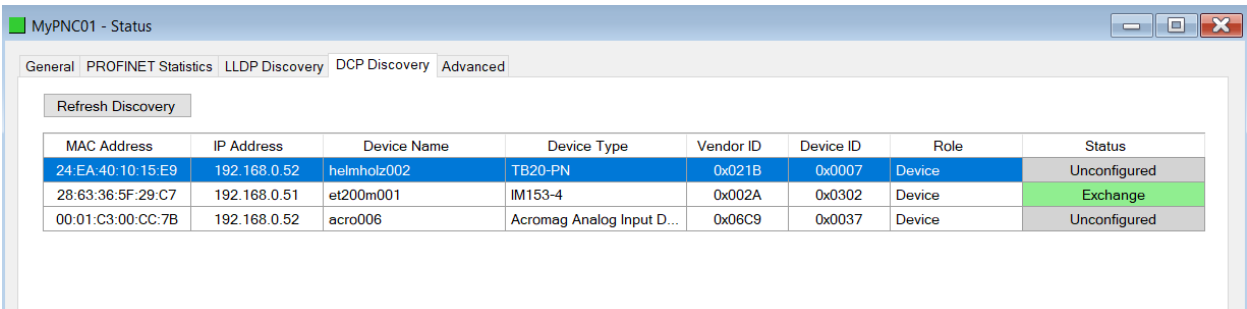 MyPNC01 - Status
General PROFINET Statistics LLDP Discovery DCP Discovery Advanced
Refresh Discovery
MAC Address IP Address Device Name Device Type Vendor ID Device ID Role Status
24:EA:40:10:15:E9 192.168.0.52 helmholz002 TB20-PN 0x021B 0x0007 Device Unconfigured
28:63:36:5F:29:C7 192.168.0.51 et200m001 IM153-4 0x002A 0x0302 Device Exchange
00:01:C3:00:CC:7B 192.168.0.52 acro006 Acromag Analog Input D... 0x06C9 0x0037 Device Unconfigured